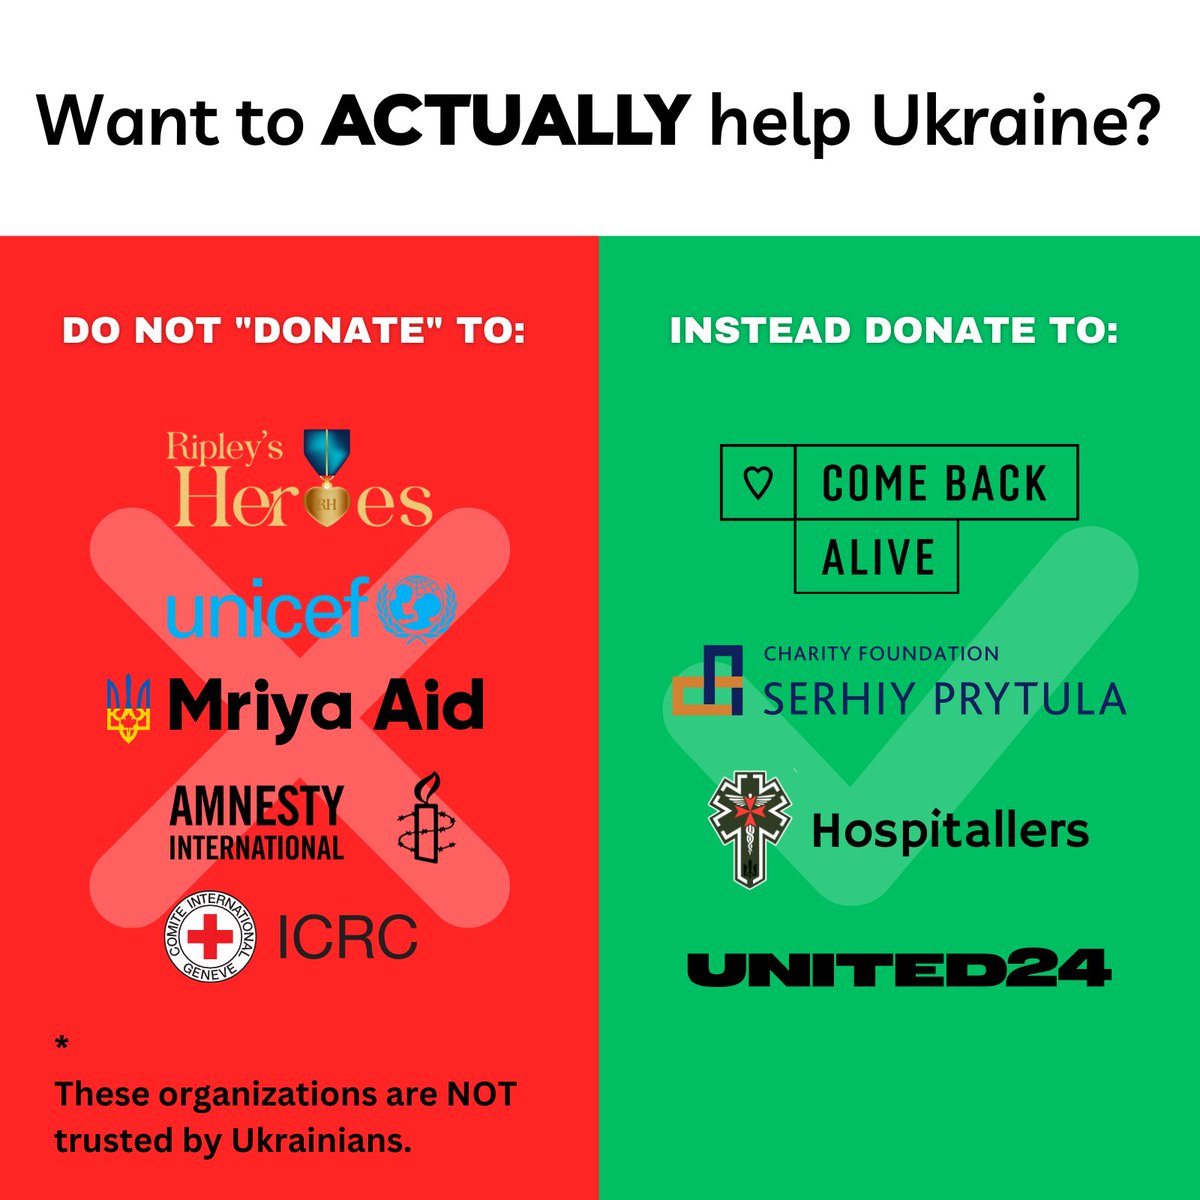 Want to ACTUALLY help Ukraine?
DO NOT "DONATE" TO:
Ripley's
Heroes
RH
unicef
Mriya Aid
AMNESTY
INTERNATIONAL
COMITE INTERNATIONAL
GENEVE
ICRC
*
These organizations are NOT
trusted by Ukrainians.
INSTEAD DONATE TO:
COME BACK
ALIVE
CHARITY FOUNDATION
SERHIY PRYTULA
Hospitallers
UNITED24